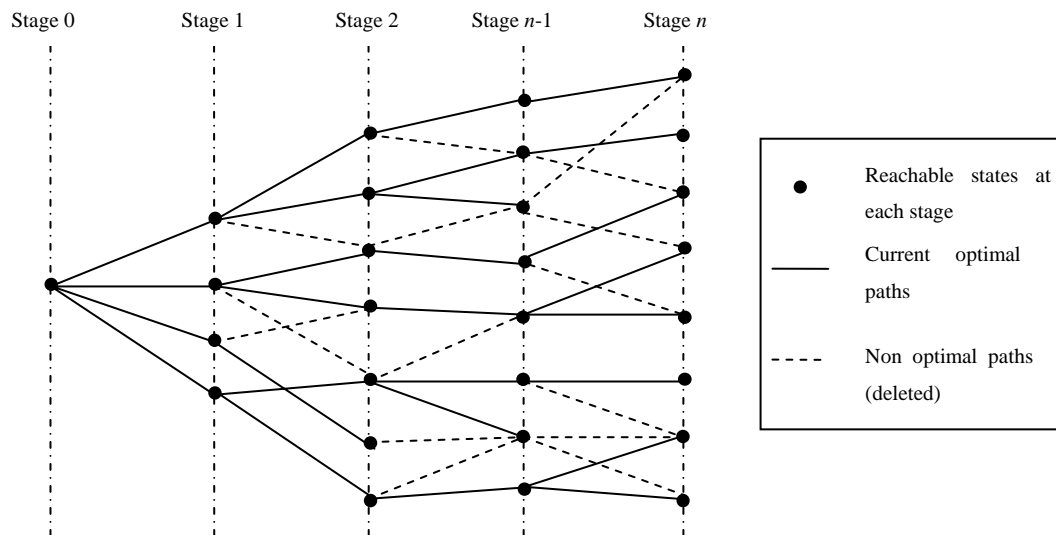 Stage 0
Stage 1
Stage 2
Stage n-1
Stage n
Reachable states at
each stage
Current optimal
paths
Non optimal paths
(deleted)